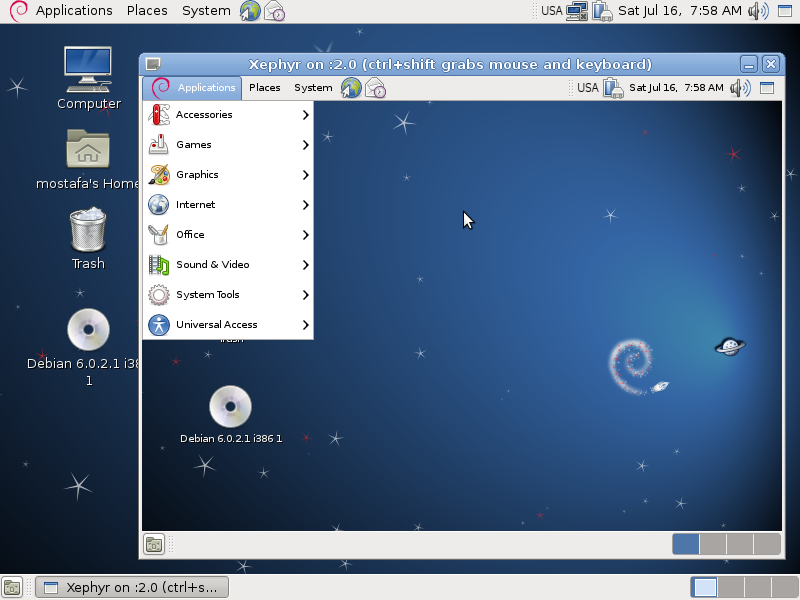 Applications Places System USA Sat Jul 16, 7:58 AM
Computer
mostafa's Home
Trash
Debian 6.0.2.1 i38
1
Xephyr on :2.0 (ctrl+shift grabs mouse and keyboard)
Applications Places System USA Sat Jul 16, 7:58 AM
Accessories
Games
Graphics
Internet
Office
Sound & Video
System Tools
Universal Access
Trash
Debian 6.0.2.1 i386 1
Xephyr on :2.0 (ctrl+s...